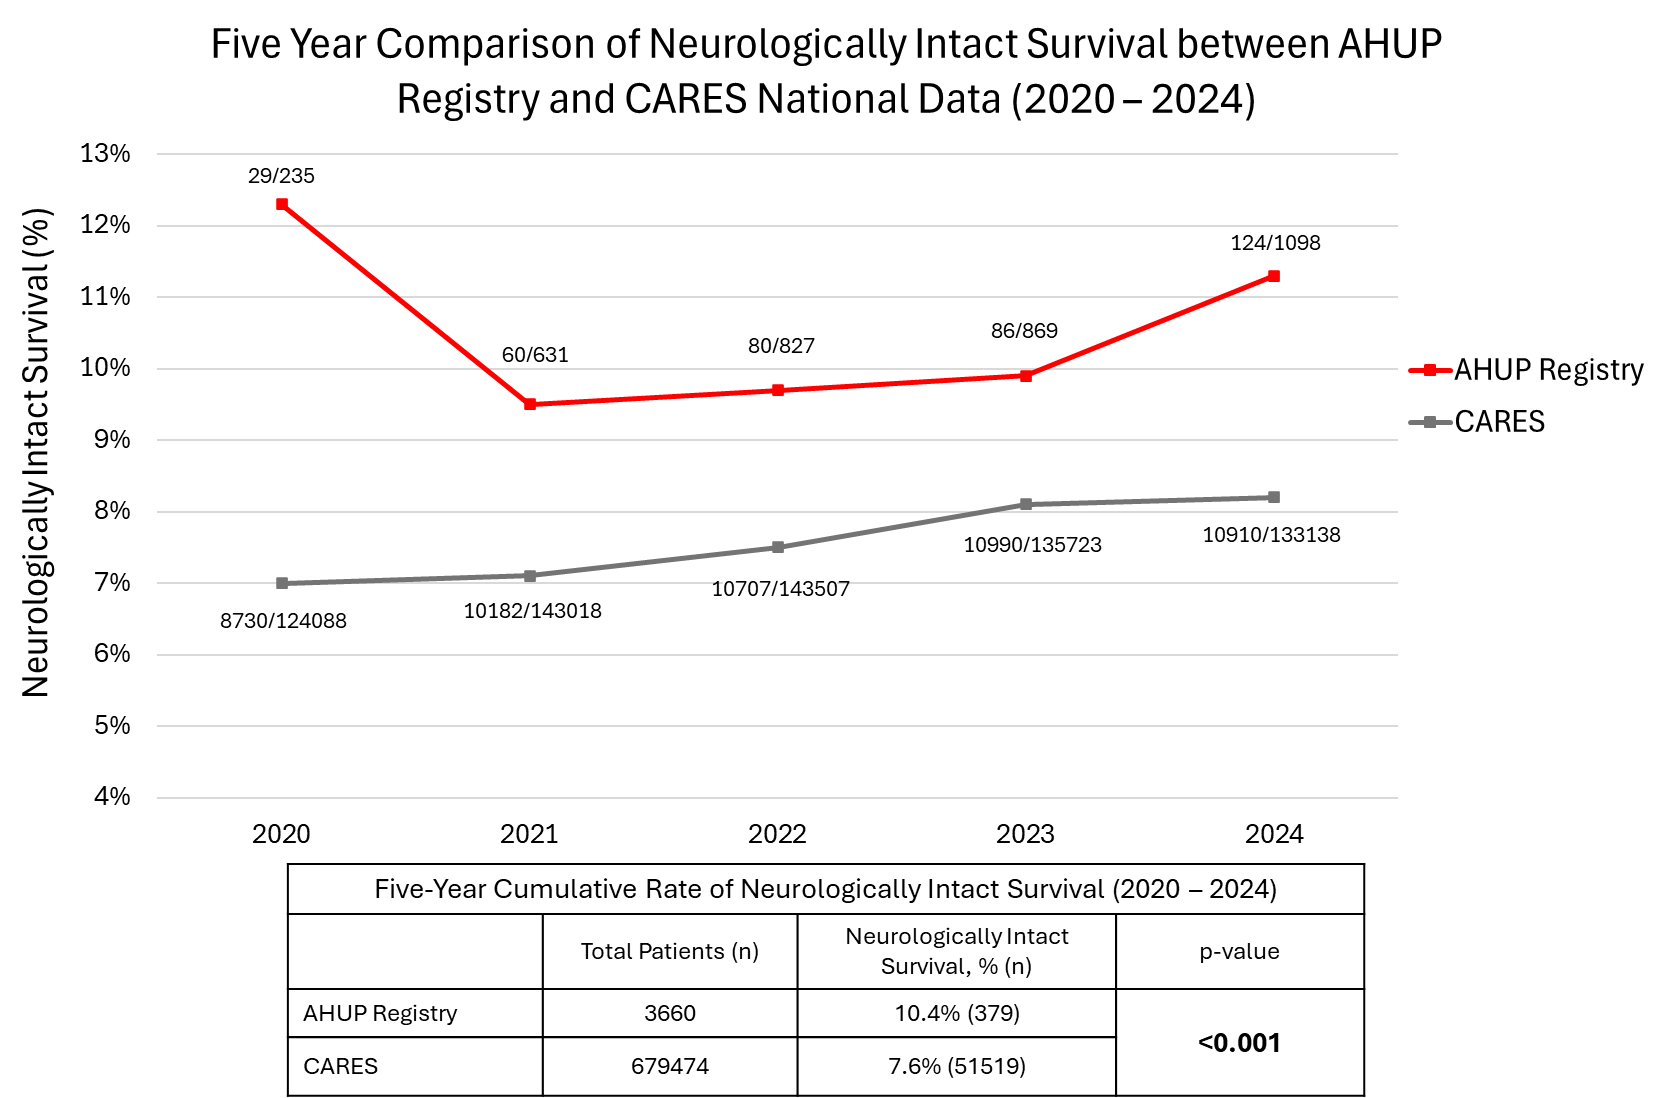 Five Year Comparison of Neurologically Intact Survival between AHUP
Registry and CARES National Data (2020 – 2024)
Neurologically Intact Survival (%)
13%
12%
11%
10%
9%
8%
7%
6%
5%
4%
29/235
60/631
80/827
86/869
124/1098
8730/124088
10182/143018
10707/143507
10990/135723
10910/133138
2020
2021
2022
2023
2024
AHUP Registry
CARES
Five-Year Cumulative Rate of Neurologically Intact Survival (2020 – 2024)
Total Patients (n)
Neurologically Intact
Survival, % (n)
p-value
AHUP Registry
3660
10.4% (379)
<0.001
CARES
679474
7.6% (51519)